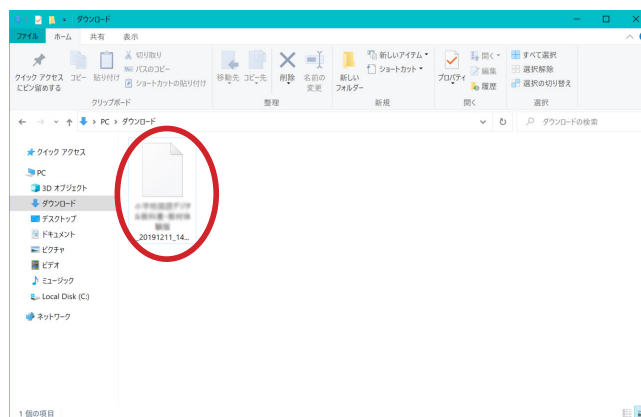 ダウンロード
ファイル ホーム 共有 表示
クイック アクセスにピン留めする
コピー
貼り付け
切り取り
パスのコピー
ショートカットの貼り付け
クリップボード
移動先
コピー先
削除
名前の変更
整理
新しいフォルダー
新しいアイテム
ショートカット
新規
プロパティ
開く
編集
履歴
開く
すべて選択
選択解除
選択の切り替え
選択
PC > ダウンロード
ダウンロードの検索
クイック アクセス
PC
3D オブジェクト
ダウンロード
デスクトップ
ドキュメント
ピクチャ
ビデオ
ミュージック
Local Disk (C:)
ネットワーク
_20191211_14...
1 個の項目